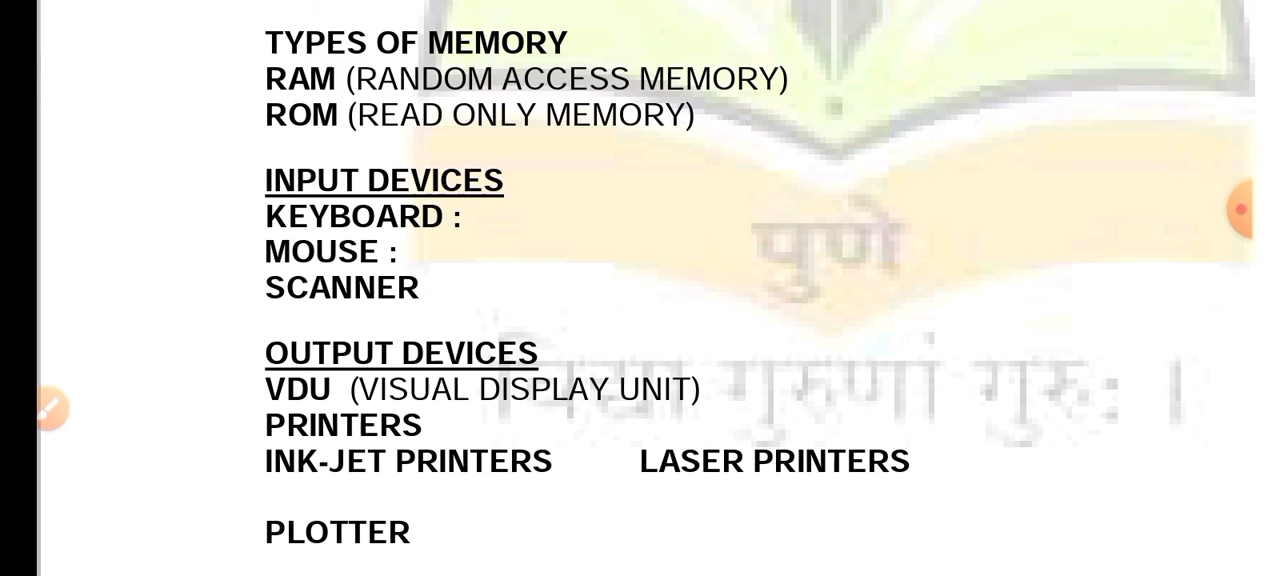 TYPES OF MEMORY
RAM (RANDOM ACCESS MEMORY)
ROM (READ ONLY MEMORY)
INPUT DEVICES
KEYBOARD :
MOUSE :
SCANNER
पुणे
OUTPUT DEVICES
VDU (VISUAL DISPLAY UNIT)
गुरुणां गुरुः ।
PRINTERS
INK-JET PRINTERS LASER PRINTERS
PLOTTER